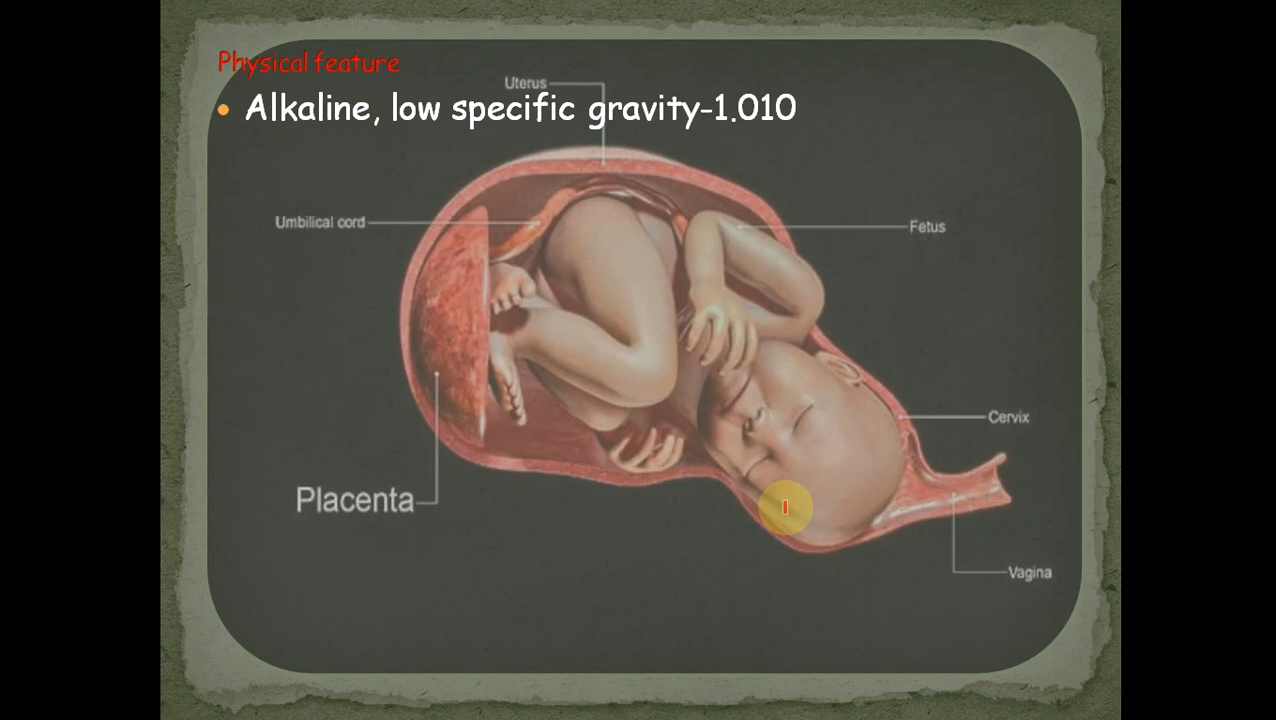 Physical feature
Uterus
Alkaline, low specific gravity-1.010
Umbilical cord
Fetus
Cervix
Placenta
Vagina